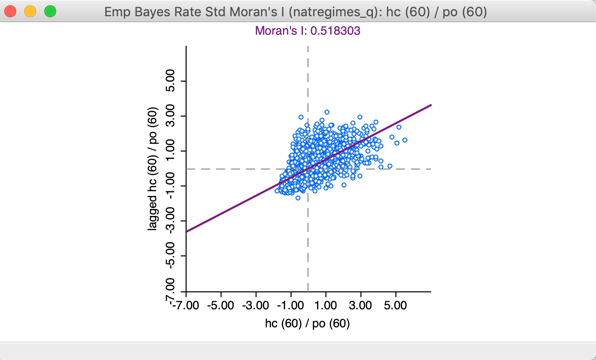 Emp Bayes Rate Std Moran's I (natregimes_q): hc (60) / po (60)
Moran's I: 0.518303
lagged hc (60) / po (60)
5.00
3.00
1.00
-1.00
-3.00
-5.00
-7.00
-7.00 -5.00 -3.00 -1.00 1.00 3.00 5.00
hc (60) / po (60)